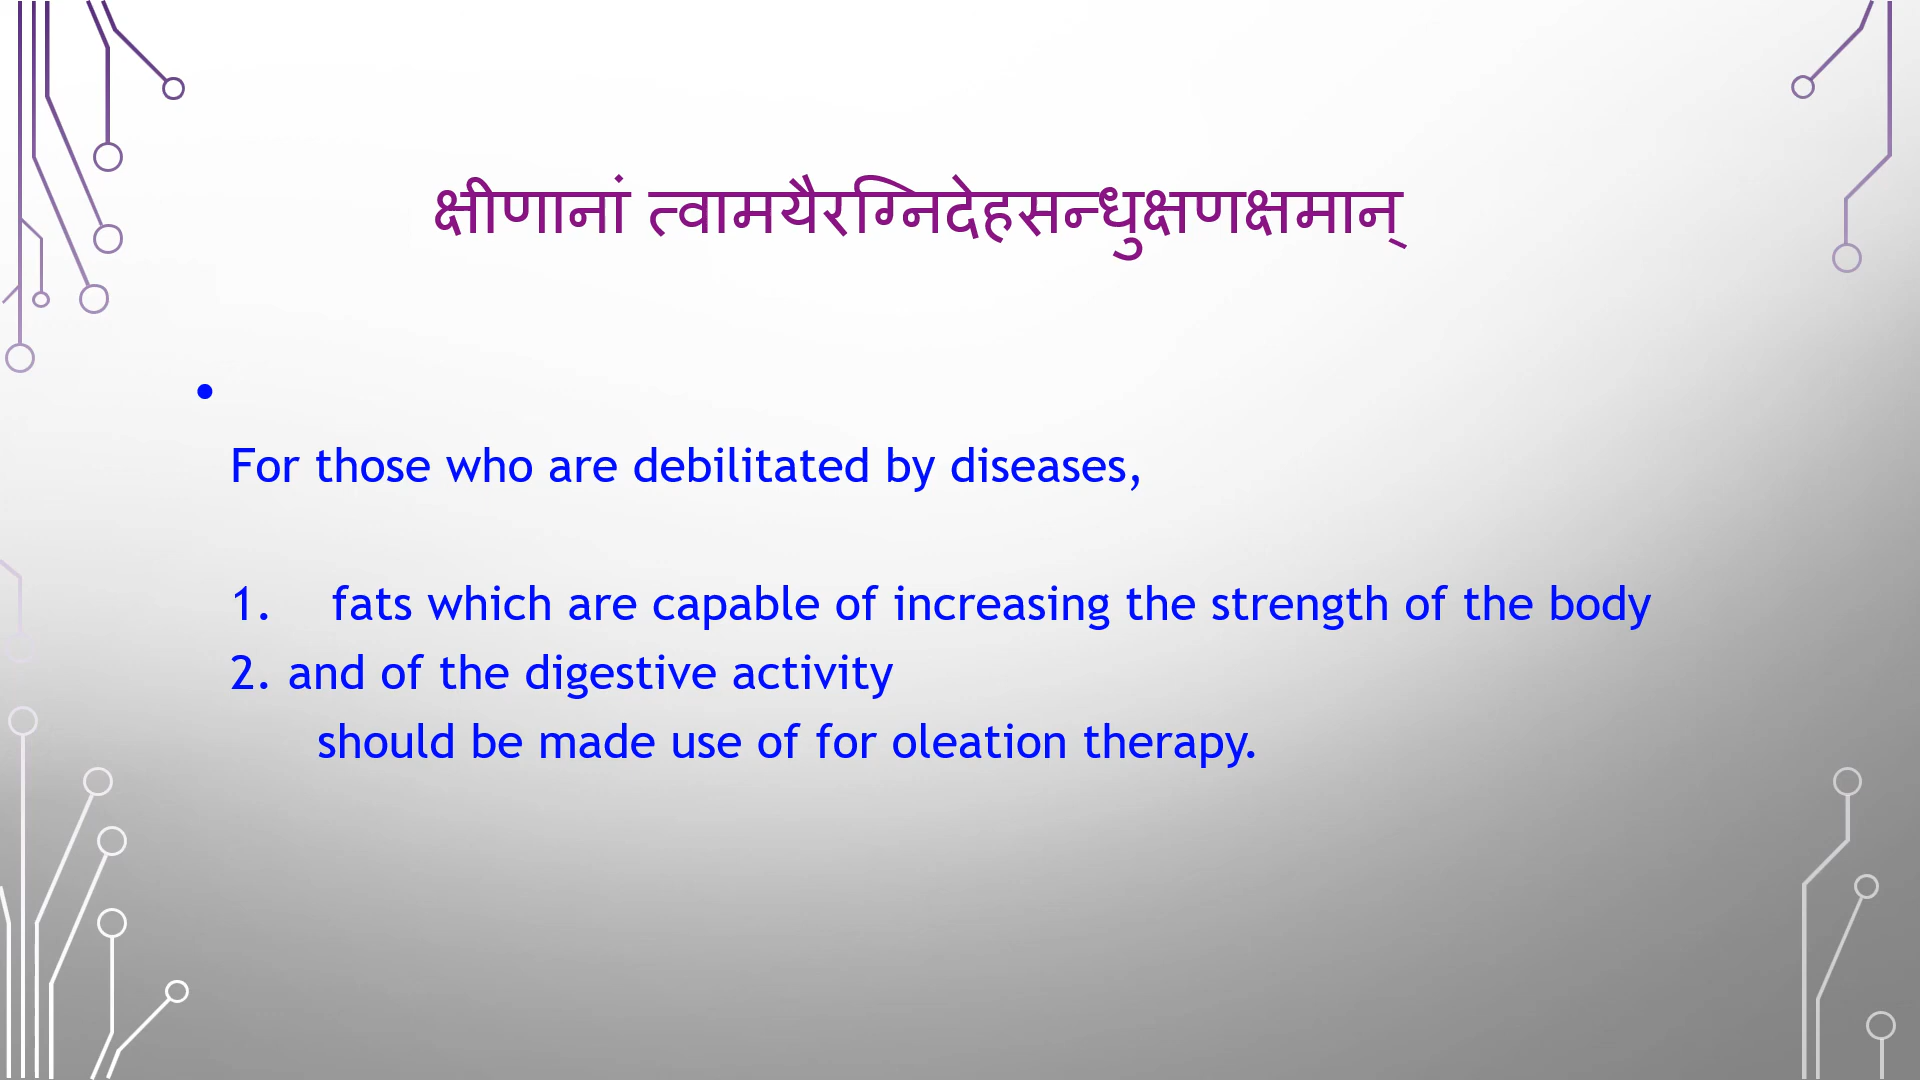 क्षीणानां त्वामयैरग्निदेहसन्धुक्षणक्षमान्
•
For those who are debilitated by diseases,
1. fats which are capable of increasing the strength of the body
2. and of the digestive activity
should be made use of for oleation therapy.